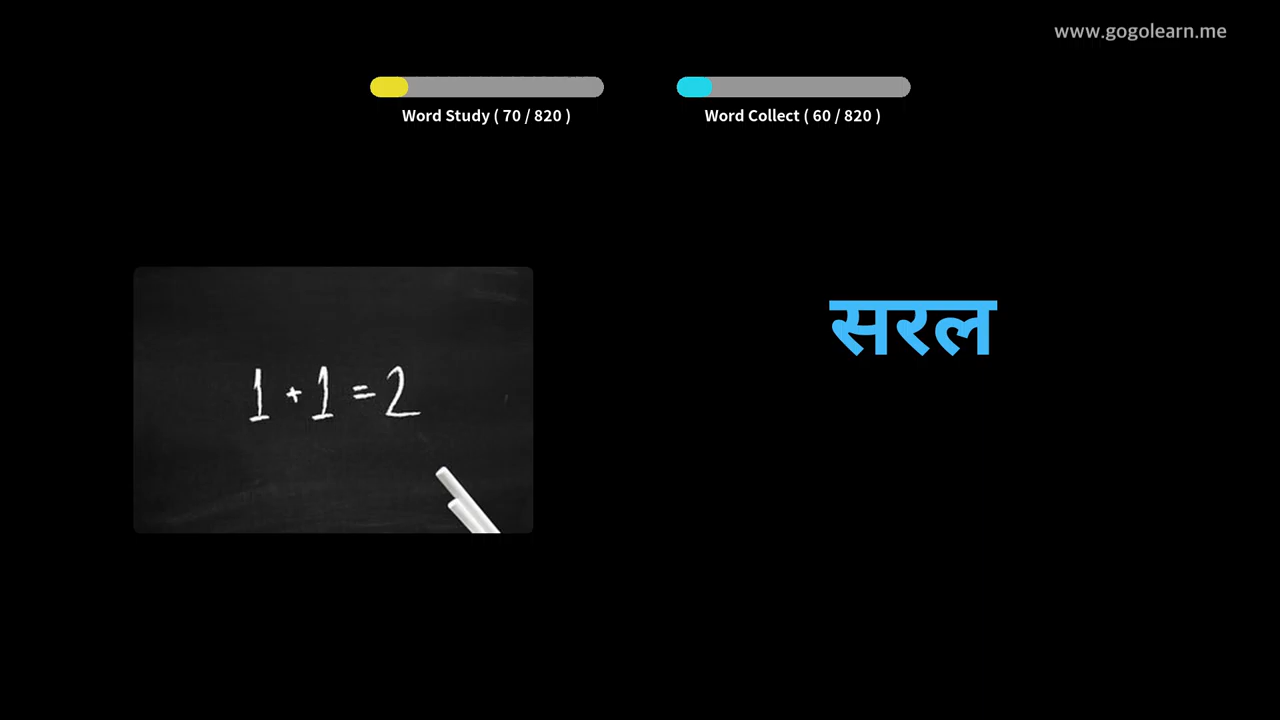 www.gogolearn.me
Word Study ( 70 / 820 )
Word Collect ( 60 / 820 )
सरल
1 + 1 = 2